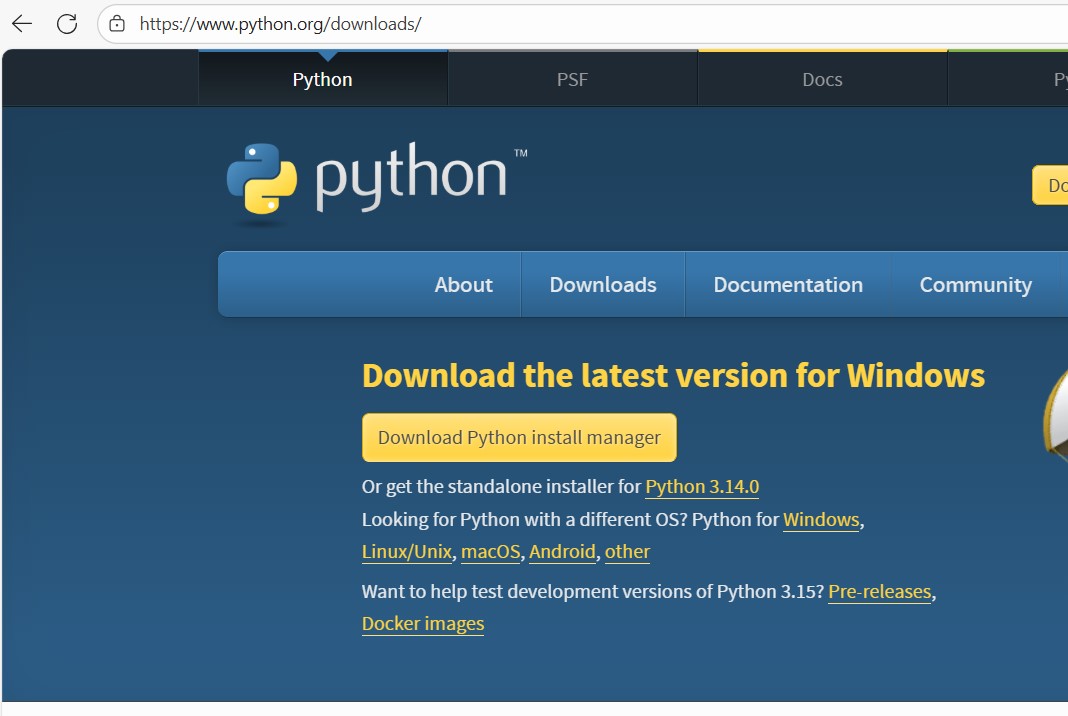 https://www.python.org/downloads/
Python PSF Docs
python™
About Downloads Documentation Community
Download the latest version for Windows
Download Python install manager
Or get the standalone installer for Python 3.14.0
Looking for Python with a different OS? Python for Windows,
Linux/Unix, macOS, Android, other
Want to help test development versions of Python 3.15? Pre-releases,
Docker images